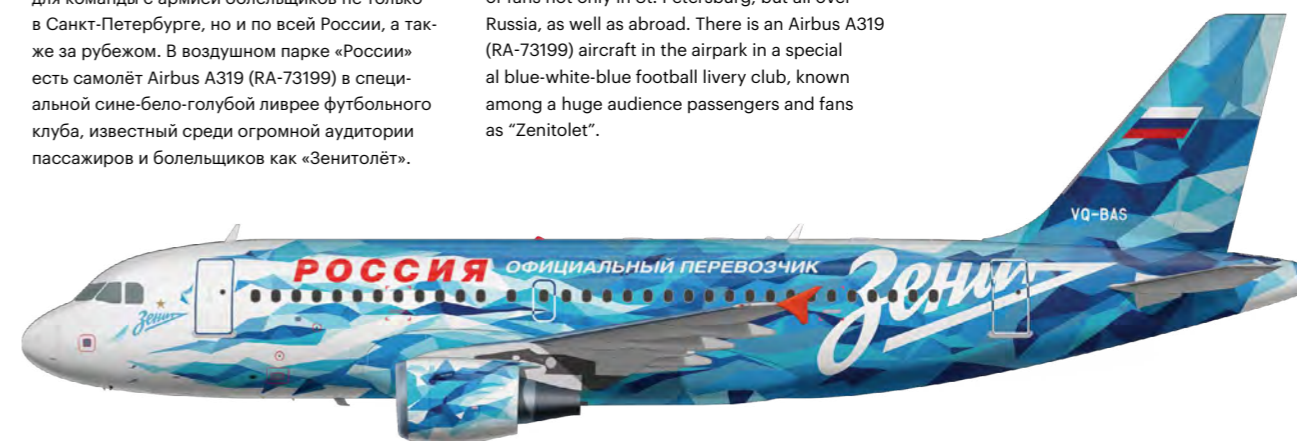 для команды с армией болельщиков не только
в Санкт-Петербурге, но и по всей России, а так-
же за рубежом. В воздушном парке «России»
есть самолёт Airbus A319 (RA-73199) в специ-
альной сине-бело-голубой ливрее футбольного
клуба, известный среди огромной аудитории
пассажиров и болельщиков как «Зенитолёт».
of fans not only in St. Petersburg, but all over
Russia, as well as abroad. There is an Airbus A319
(RA-73199) aircraft in the airpark in a special
al blue-white-blue football livery club, known
among a huge audience passengers and fans
as “Zenitolet”.
VQ-BAS
РОССИЯ ОФИЦИАЛЬНЫЙ ПЕРЕВОЗЧИК
Зенит
Зенит